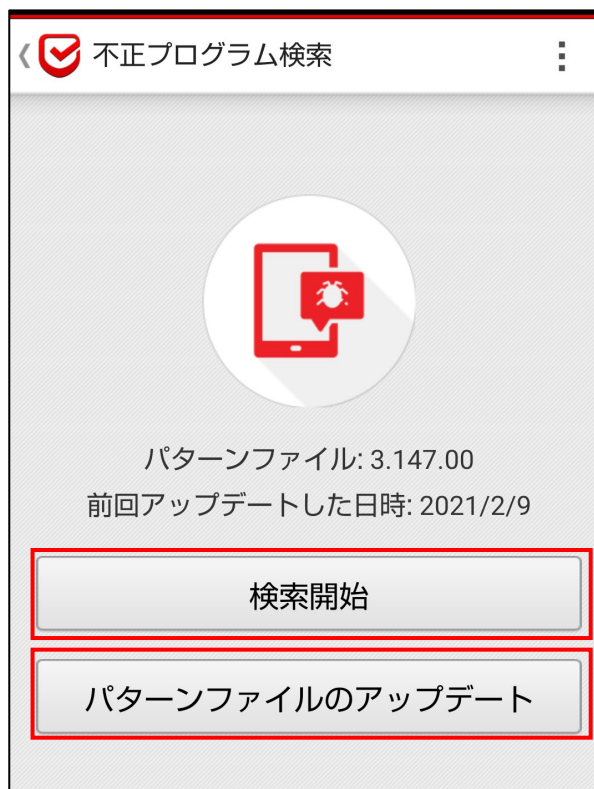 不正プログラム検索
パターンファイル: 3.147.00
前回アップデートした日時: 2021/2/9
検索開始
パターンファイルのアップデート